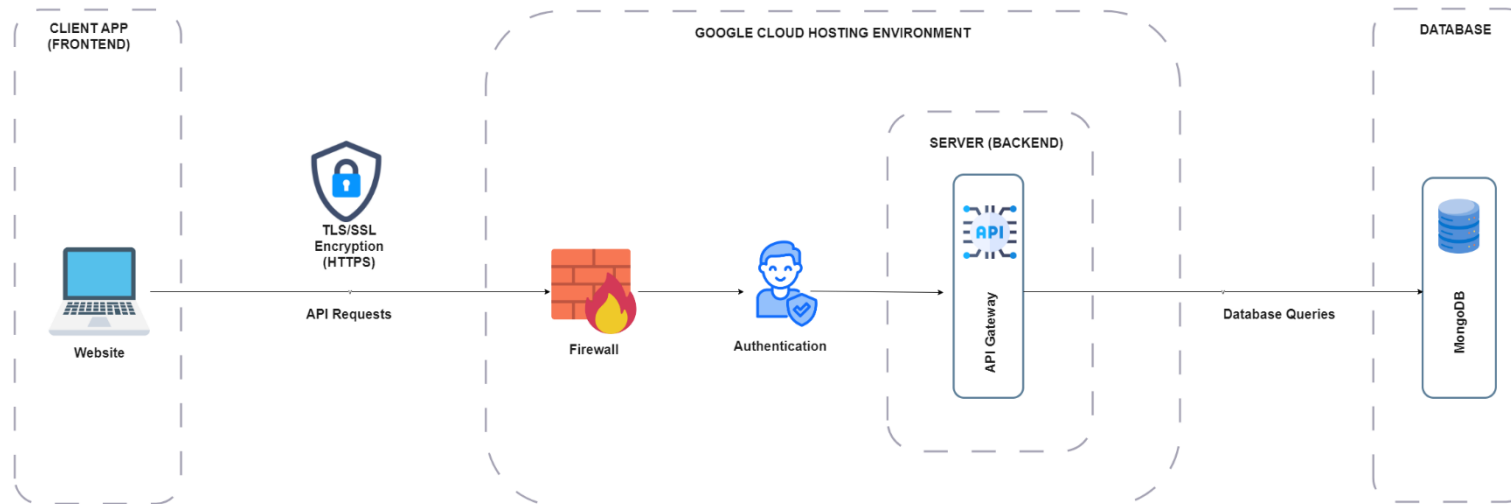 CLIENT APP
(FRONTEND)
GOOGLE CLOUD HOSTING ENVIRONMENT
DATABASE
SERVER (BACKEND)
TLS/SSL
Encryption
(HTTPS)
API
API Requests
Website
Firewall
Authentication
API Gateway
Database Queries
MongoDB